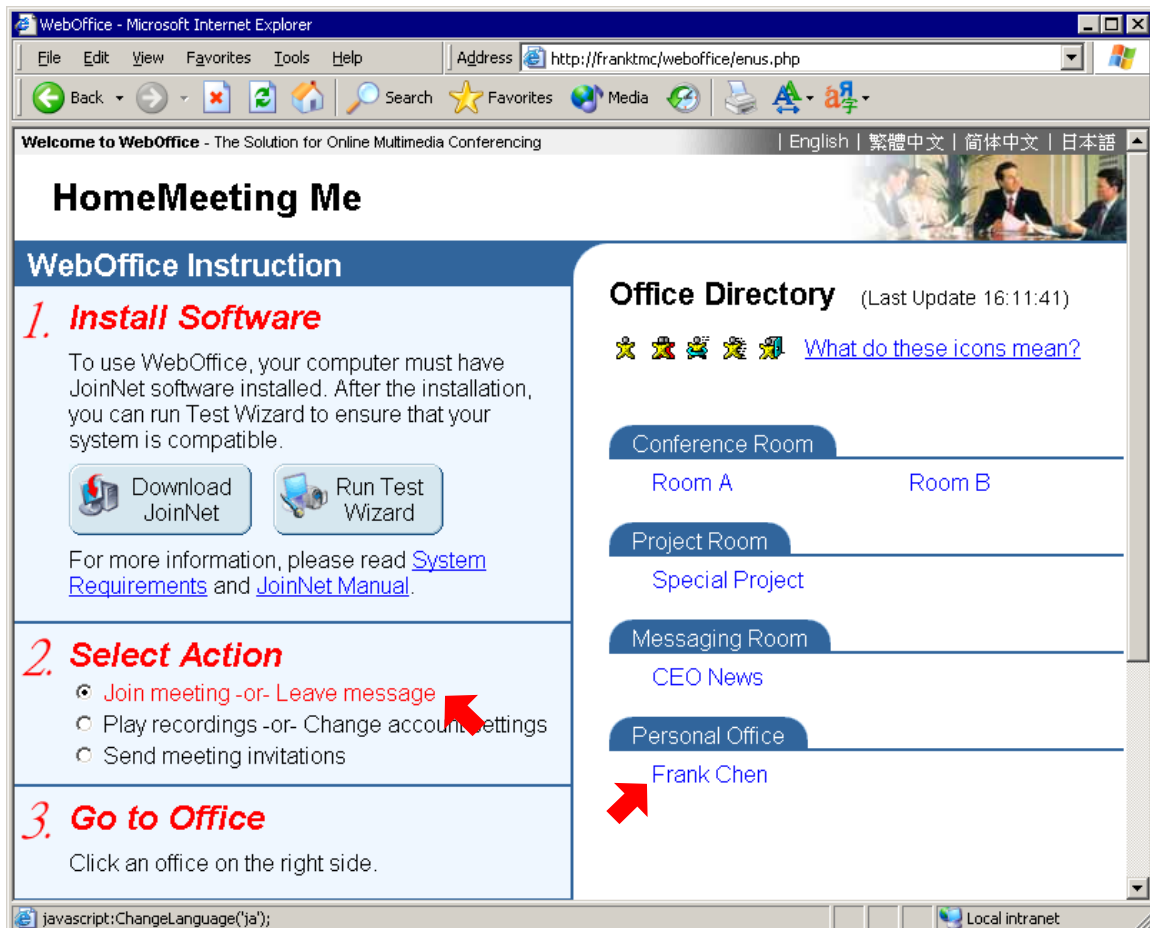 WebOffice - Microsoft Internet Explorer
File Edit View Favorites Tools Help Address http://franktmc/weboffice/enus.php
Back Search Favorites Media
Welcome to WebOffice - The Solution for Online Multimedia Conferencing | English | 繁體中文 | 简体中文 | 日本語
HomeMeeting Me
WebOffice Instruction
1. Install Software
To use WebOffice, your computer must have
JoinNet software installed. After the installation,
you can run Test Wizard to ensure that your
system is compatible.
Download
JoinNet
Run Test
Wizard
For more information, please read System
Requirements and JoinNet Manual.
2. Select Action
Join meeting -or- Leave message
Play recordings -or- Change account settings
Send meeting invitations
3. Go to Office
Click an office on the right side.
Office Directory (Last Update 16:11:41)
What do these icons mean?
Conference Room
Room A Room B
Project Room
Special Project
Messaging Room
CEO News
Personal Office
Frank Chen
javascript:ChangeLanguage('ja'); Local intranet